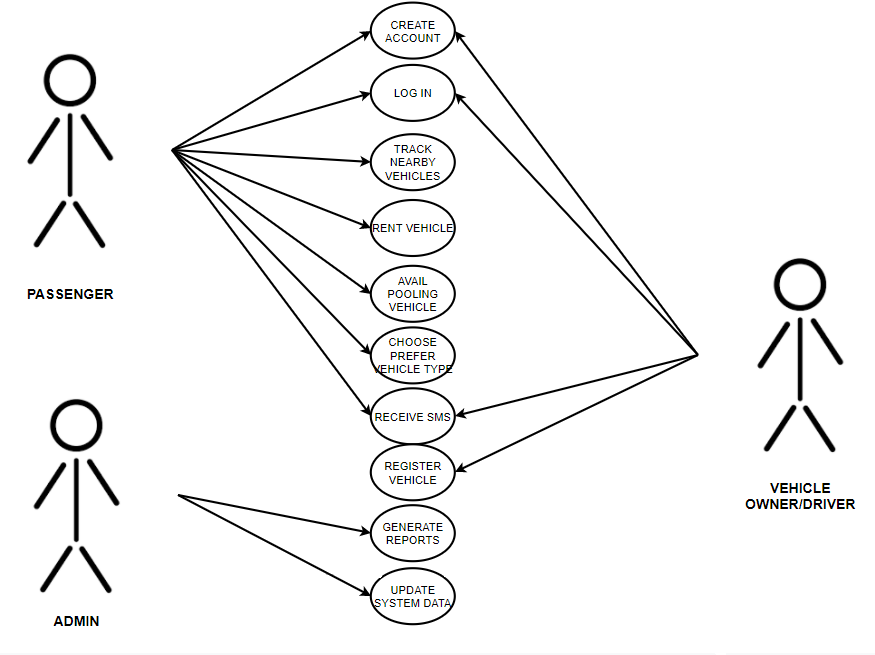 CREATE
ACCOUNT
LOG IN
TRACK
NEARBY
VEHICLES
RENT VEHICLE
AVAIL
POOLING
VEHICLE
PASSENGER
CHOOSE
PREFER
VEHICLE TYPE
RECEIVE SMS
REGISTER
VEHICLE
VEHICLE
OWNER/DRIVER
GENERATE
REPORTS
UPDATE
SYSTEM DATA
ADMIN